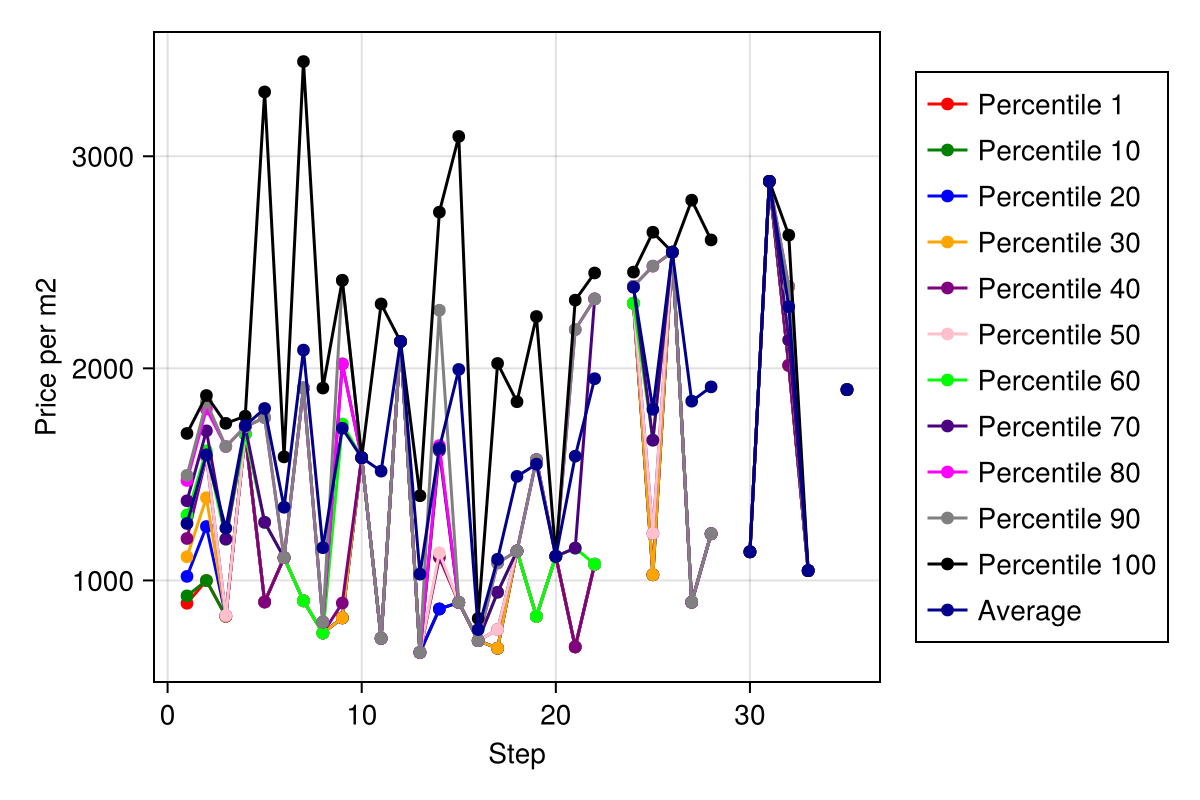 3000
2000
1000
Price per m2
0 10 20 30
Step
Percentile 1
Percentile 10
Percentile 20
Percentile 30
Percentile 40
Percentile 50
Percentile 60
Percentile 70
Percentile 80
Percentile 90
Percentile 100
Average